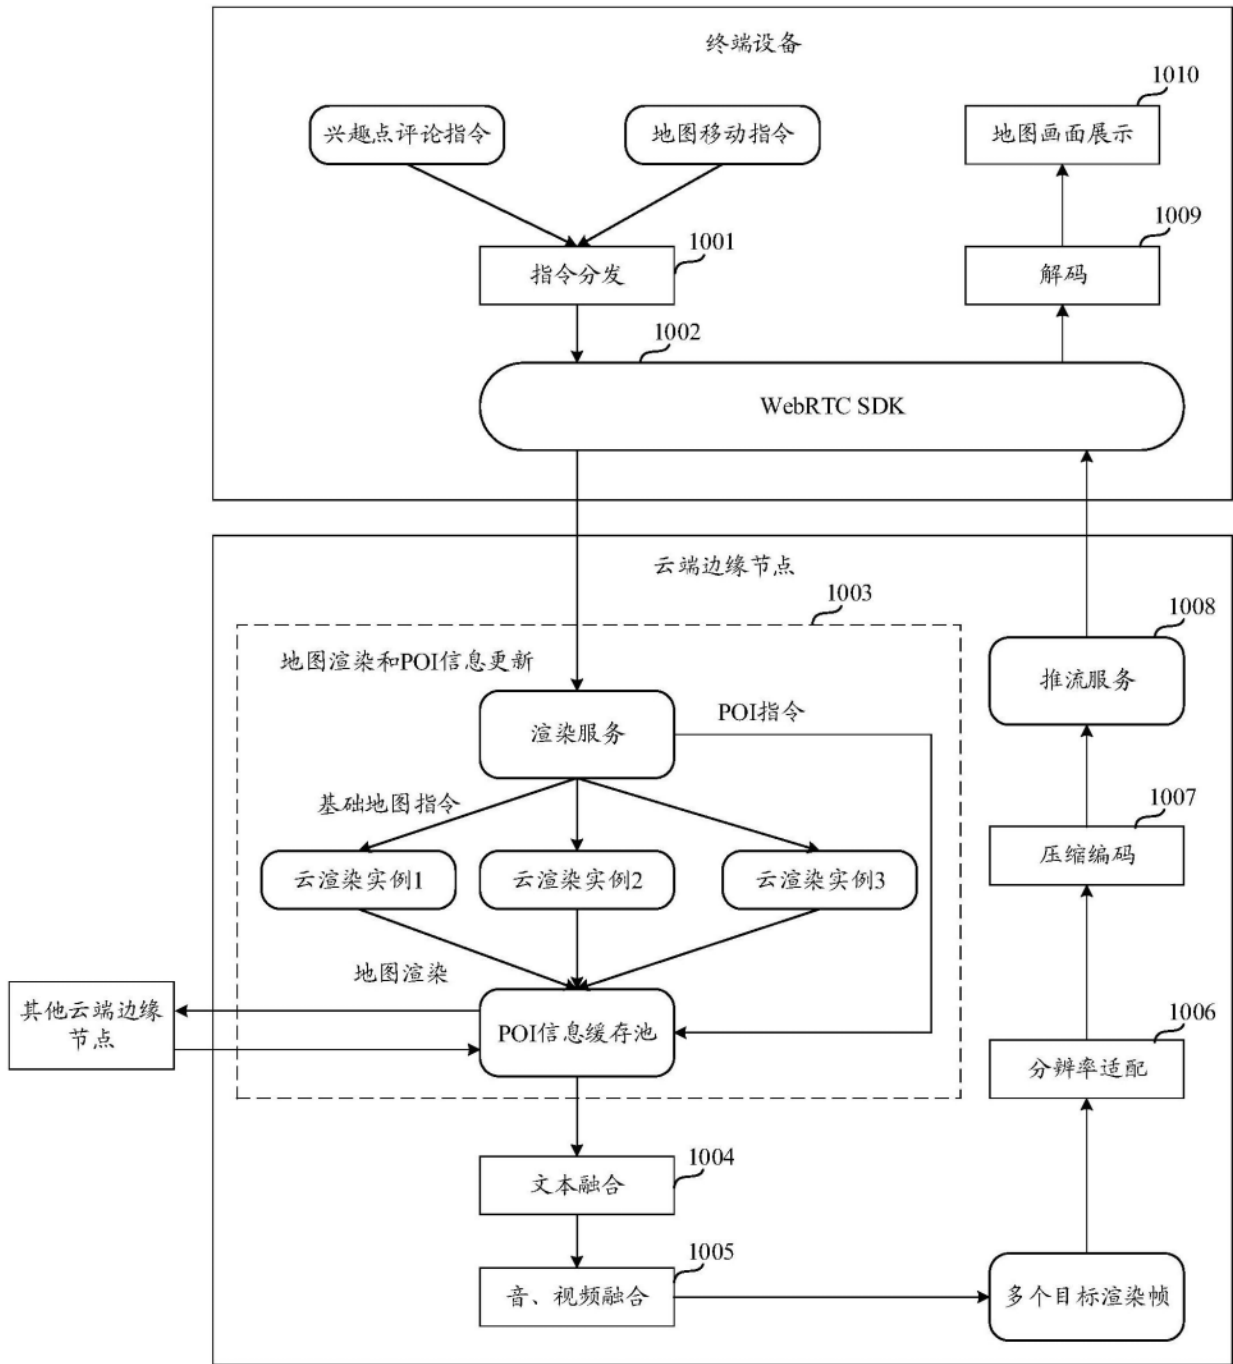 终端设备
1010
兴趣点评论指令
地图移动指令
地图画面展示
1001
1009
指令分发
解码
1002
WebRTC SDK
云端边缘节点
1003
1008
地图渲染和POI信息更新
推流服务
POI指令
渲染服务
基础地图指令
1007
压缩编码
云渲染实例1
云渲染实例2
云渲染实例3
地图渲染
其他云端边缘
节点
POI信息缓存池
1006
分辨率适配
1004
文本融合
1005
音、视频融合
多个目标渲染帧